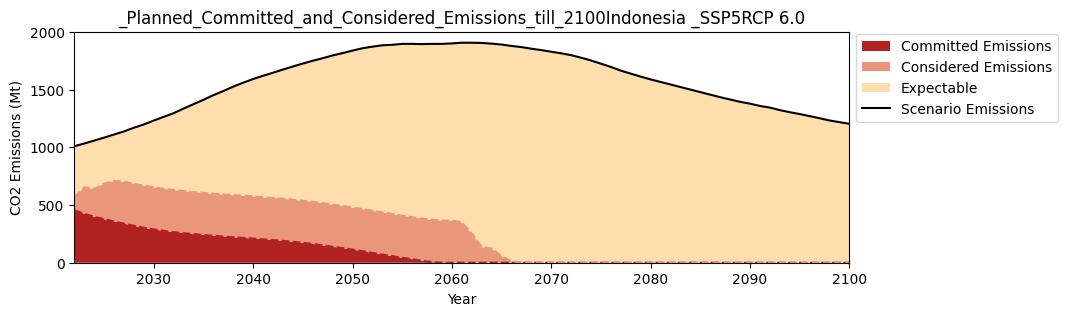 _Planned_Committed_and_Considered_Emissions_till_2100Indonesia _SSP5RCP 6.0
2000
1500
1000
500
0
CO2 Emissions (Mt)
2030 2040 2050 2060 2070 2080 2090 2100
Year
Committed Emissions
Considered Emissions
Expectable
Scenario Emissions